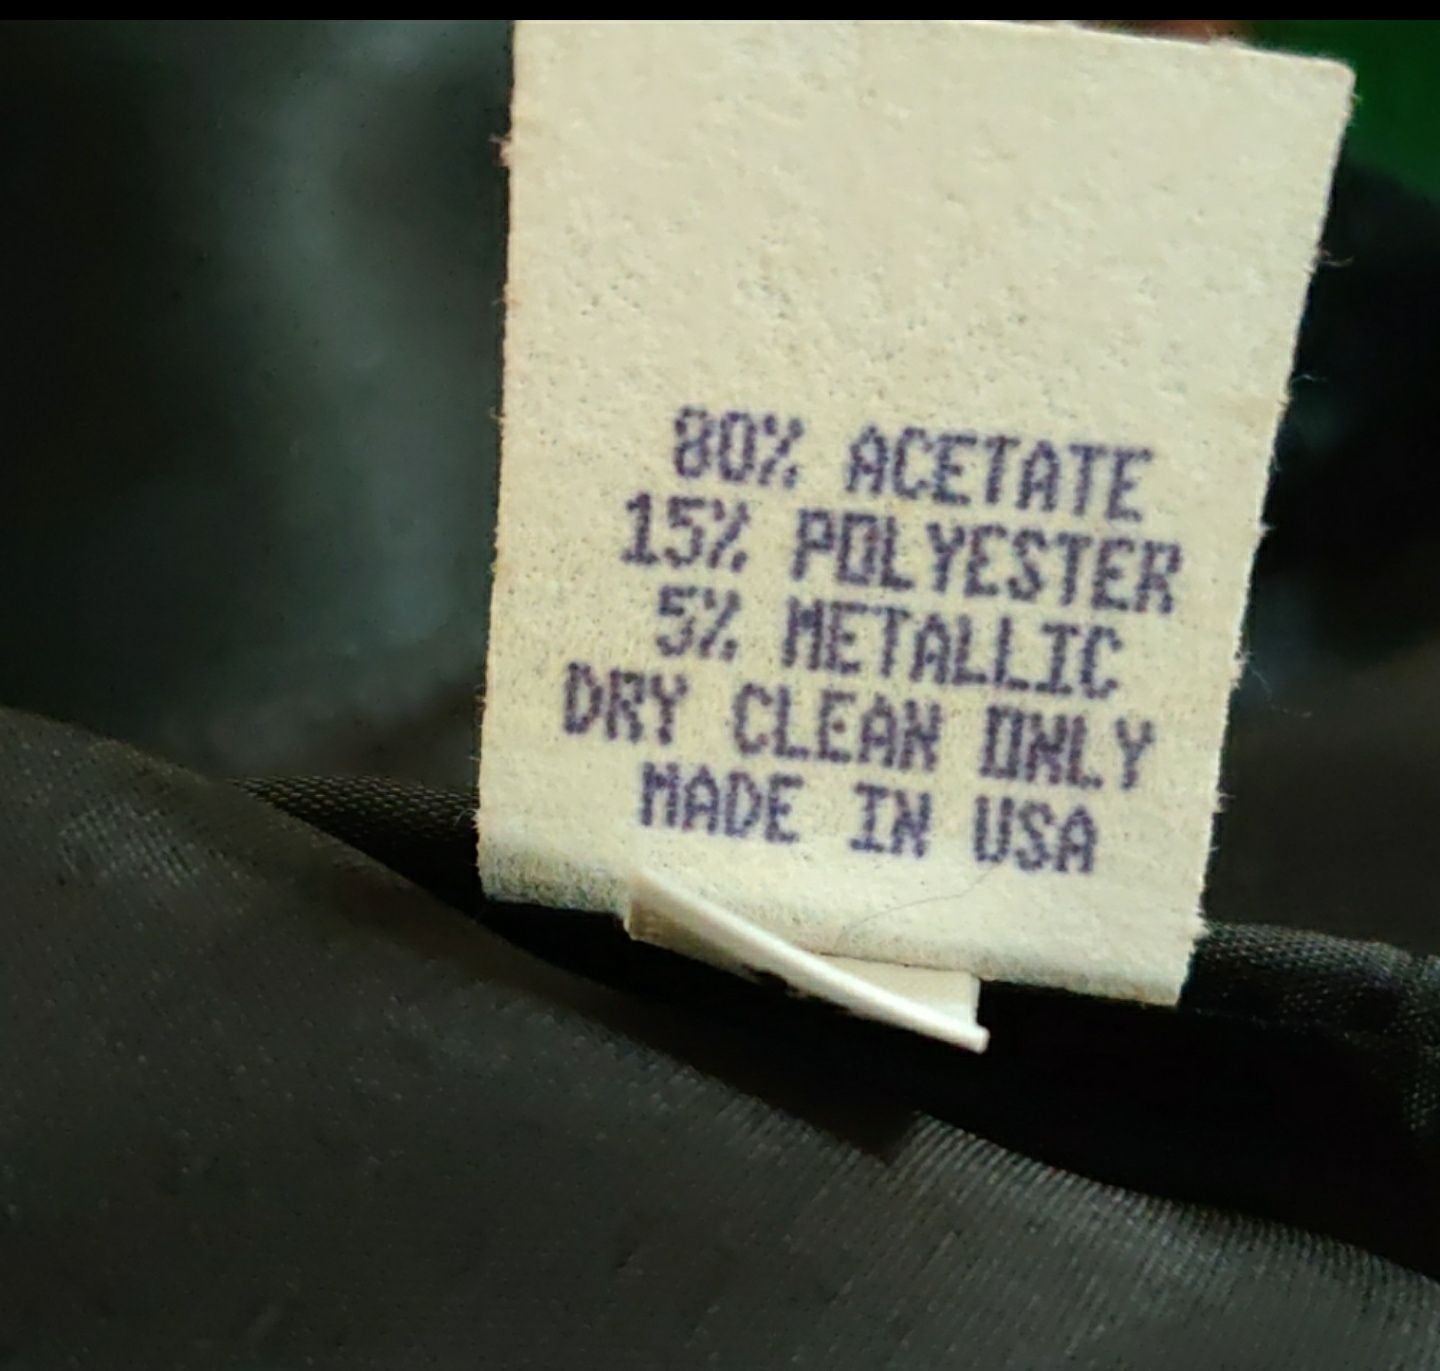 80% ACETATE
15% POLYESTER
5% METALLIC
DRY CLEAN ONLY
MADE IN USA